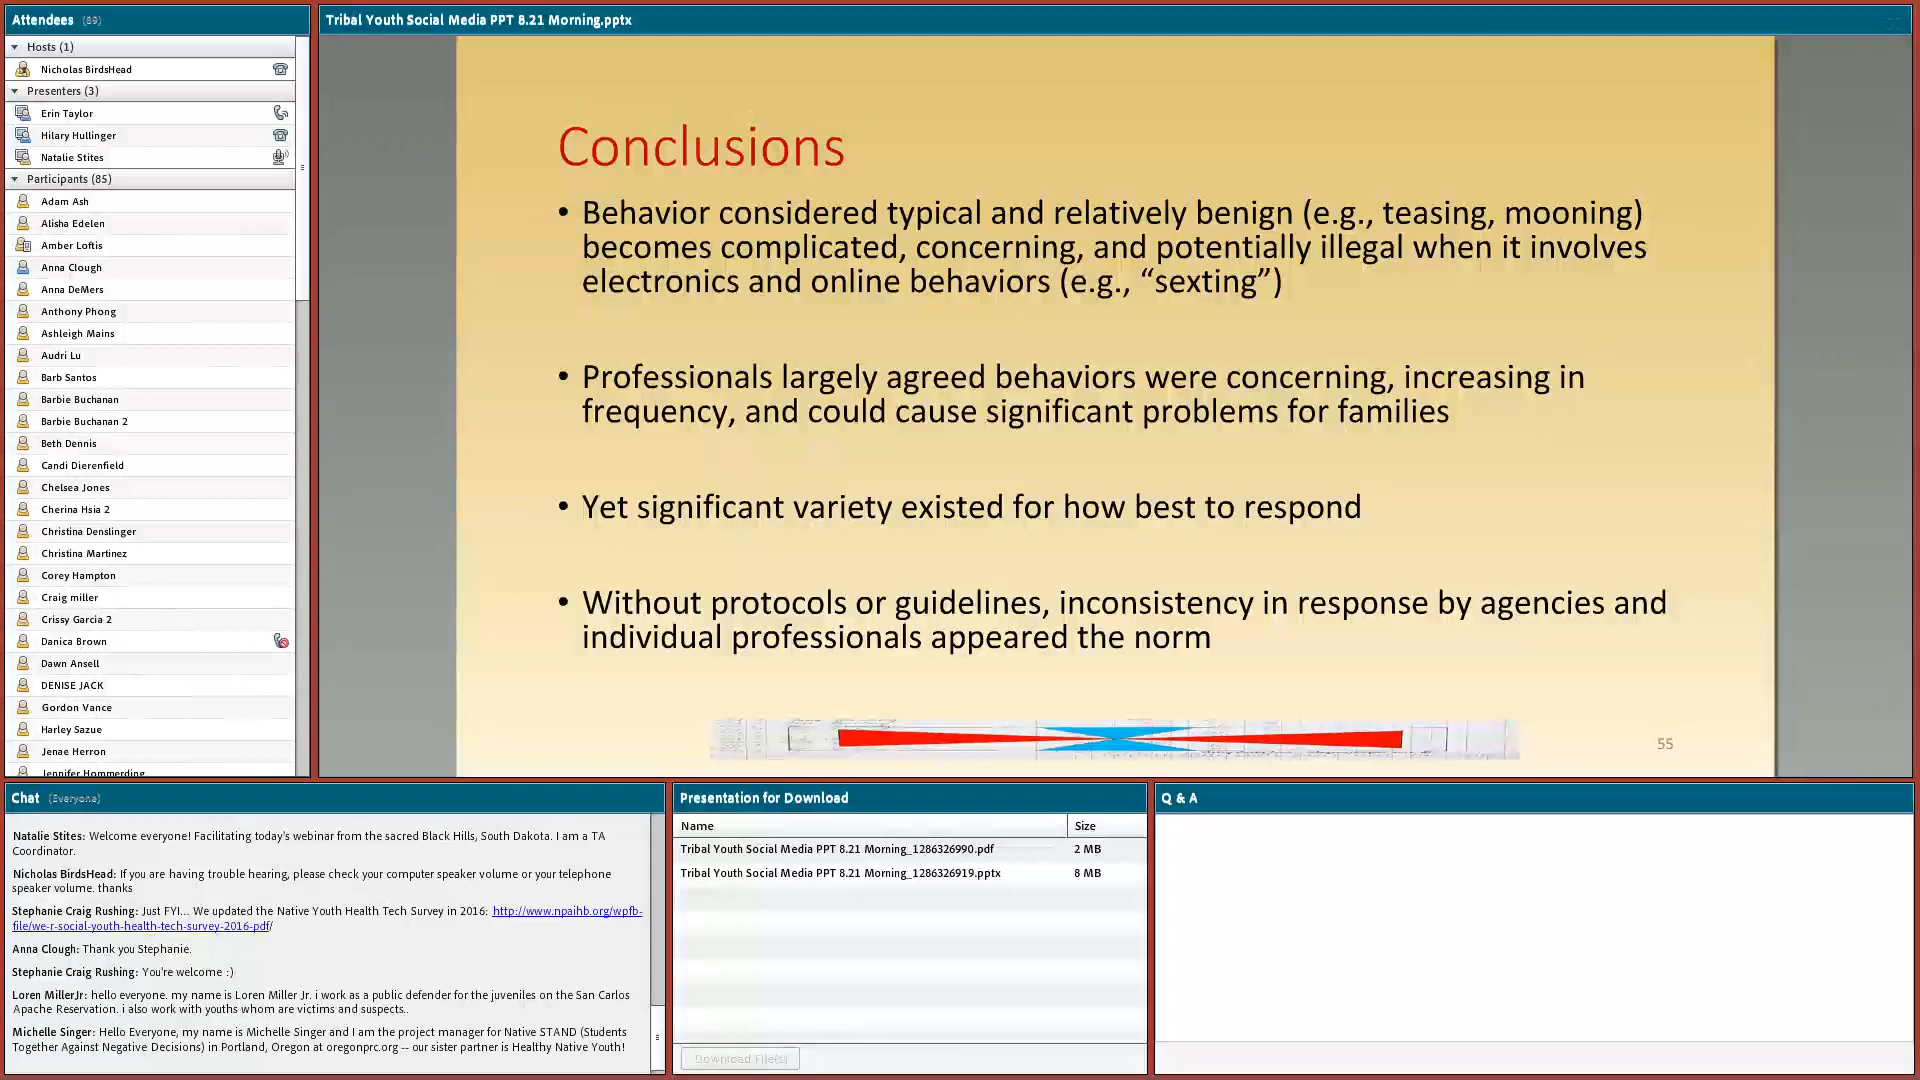 Attendees (89)
Hosts (1)
Nicholas BirdsHead
Presenters (3)
Erin Taylor
Hilary Hullinger
Natalie Stites
Participants (85)
Adam Ash
Alisha Edelen
Amber Loftis
Anna Clough
Anna DeMers
Anthony Phong
Ashleigh Mains
Audri Lu
Barb Santos
Barbie Buchanan
Barbie Buchanan 2
Beth Dennis
Candi Dierenfield
Chelsea Jones
Cherina Hsia 2
Christina Denslinger
Christina Martinez
Corey Hampton
Craig miller
Crissy Garcia 2
Danica Brown
Dawn Ansell
DENISE JACK
Gordon Vance
Harley Sazue
Jenae Herron
Jennifer Hommerding
Tribal Youth Social Media PPT 8.21 Morning.pptx
Conclusions
• Behavior considered typical and relatively benign (e.g., teasing, mooning)
becomes complicated, concerning, and potentially illegal when it involves
electronics and online behaviors (e.g., “sexting”)
• Professionals largely agreed behaviors were concerning, increasing in
frequency, and could cause significant problems for families
• Yet significant variety existed for how best to respond
• Without protocols or guidelines, inconsistency in response by agencies and
individual professionals appeared the norm
55
Chat (Everyone)
Natalie Stites: Welcome everyone! Facilitating today's webinar from the sacred Black Hills, South Dakota. I am a TA
Coordinator.
Nicholas BirdsHead: If you are having trouble hearing, please check your computer speaker volume or your telephone
speaker volume. thanks
Stephanie Craig Rushing: Just FYI... We updated the Native Youth Health Tech Survey in 2016: http://www.npaihb.org/wpfb-
file/we-r-social-youth-health-tech-survey-2016-pdf/
Anna Clough: Thank you Stephanie.
Stephanie Craig Rushing: You're welcome :)
Loren MillerJr: hello everyone. my name is Loren Miller Jr. i work as a public defender for the juveniles on the San Carlos
Apache Reservation. i also work with youths whom are victims and suspects..
Michelle Singer: Hello Everyone, my name is Michelle Singer and I am the project manager for Native STAND (Students
Together Against Negative Decisions) in Portland, Oregon at oregonprc.org -- our sister partner is Healthy Native Youth!
Presentation for Download
Name Size
Tribal Youth Social Media PPT 8.21 Morning_1286326990.pdf 2 MB
Tribal Youth Social Media PPT 8.21 Morning_1286326919.pptx 8 MB
Download File(s)
Q & A